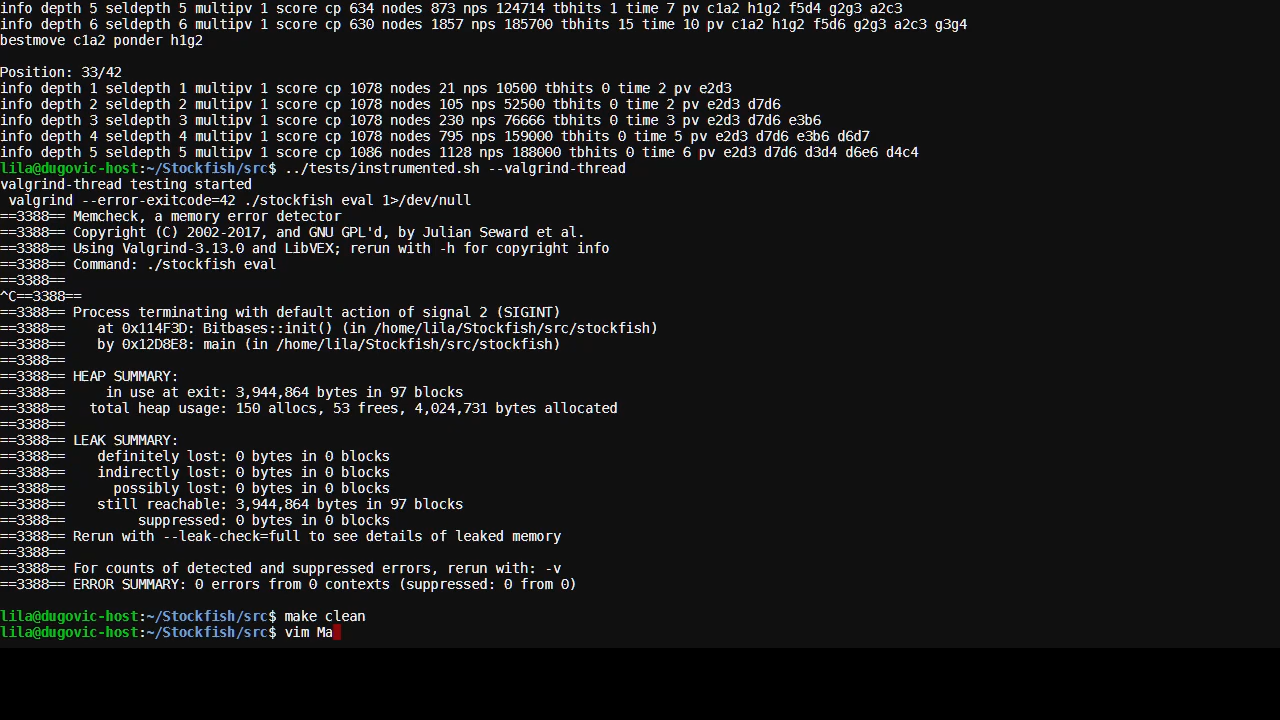 info depth 5 seldepth 5 multipv 1 score cp 634 nodes 873 nps 124714 tbhits 1 time 7 pv c1a2 h1g2 f5d4 g2g3 a2c3
info depth 6 seldepth 6 multipv 1 score cp 630 nodes 1857 nps 185700 tbhits 15 time 10 pv c1a2 h1g2 f5d6 g2g3 a2c3 g3g4
bestmove c1a2 ponder h1g2
Position: 33/42
info depth 1 seldepth 1 multipv 1 score cp 1078 nodes 21 nps 10500 tbhits 0 time 2 pv e2d3
info depth 2 seldepth 2 multipv 1 score cp 1078 nodes 105 nps 52500 tbhits 0 time 2 pv e2d3 d7d6
info depth 3 seldepth 3 multipv 1 score cp 1078 nodes 230 nps 76666 tbhits 0 time 3 pv e2d3 d7d6 e3b6
info depth 4 seldepth 4 multipv 1 score cp 1078 nodes 795 nps 159000 tbhits 0 time 5 pv e2d3 d7d6 e3b6 d6d7
info depth 5 seldepth 5 multipv 1 score cp 1086 nodes 1128 nps 188000 tbhits 0 time 6 pv e2d3 d7d6 d3d4 d6e6 d4c4
lila@dugovic-host:~/Stockfish/src$ ../tests/instrumented.sh --valgrind-thread
valgrind-thread testing started
valgrind --error-exitcode=42 ./stockfish eval 1>/dev/null
==3388== Memcheck, a memory error detector
==3388== Copyright (C) 2002-2017, and GNU GPL'd, by Julian Seward et al.
==3388== Using Valgrind-3.13.0 and LibVEX; rerun with -h for copyright info
==3388== Command: ./stockfish eval
==3388==
^C==3388==
==3388== Process terminating with default action of signal 2 (SIGINT)
==3388==    at 0x114F3D: Bitbases::init() (in /home/lila/Stockfish/src/stockfish)
==3388==    by 0x12D8E8: main (in /home/lila/Stockfish/src/stockfish)
==3388==
==3388== HEAP SUMMARY:
==3388==     in use at exit: 3,944,864 bytes in 97 blocks
==3388==   total heap usage: 150 allocs, 53 frees, 4,024,731 bytes allocated
==3388==
==3388== LEAK SUMMARY:
==3388==    definitely lost: 0 bytes in 0 blocks
==3388==    indirectly lost: 0 bytes in 0 blocks
==3388==      possibly lost: 0 bytes in 0 blocks
==3388==    still reachable: 3,944,864 bytes in 97 blocks
==3388==         suppressed: 0 bytes in 0 blocks
==3388== Rerun with --leak-check=full to see details of leaked memory
==3388==
==3388== For counts of detected and suppressed errors, rerun with: -v
==3388== ERROR SUMMARY: 0 errors from 0 contexts (suppressed: 0 from 0)
lila@dugovic-host:~/Stockfish/src$ make clean
lila@dugovic-host:~/Stockfish/src$ vim Ma